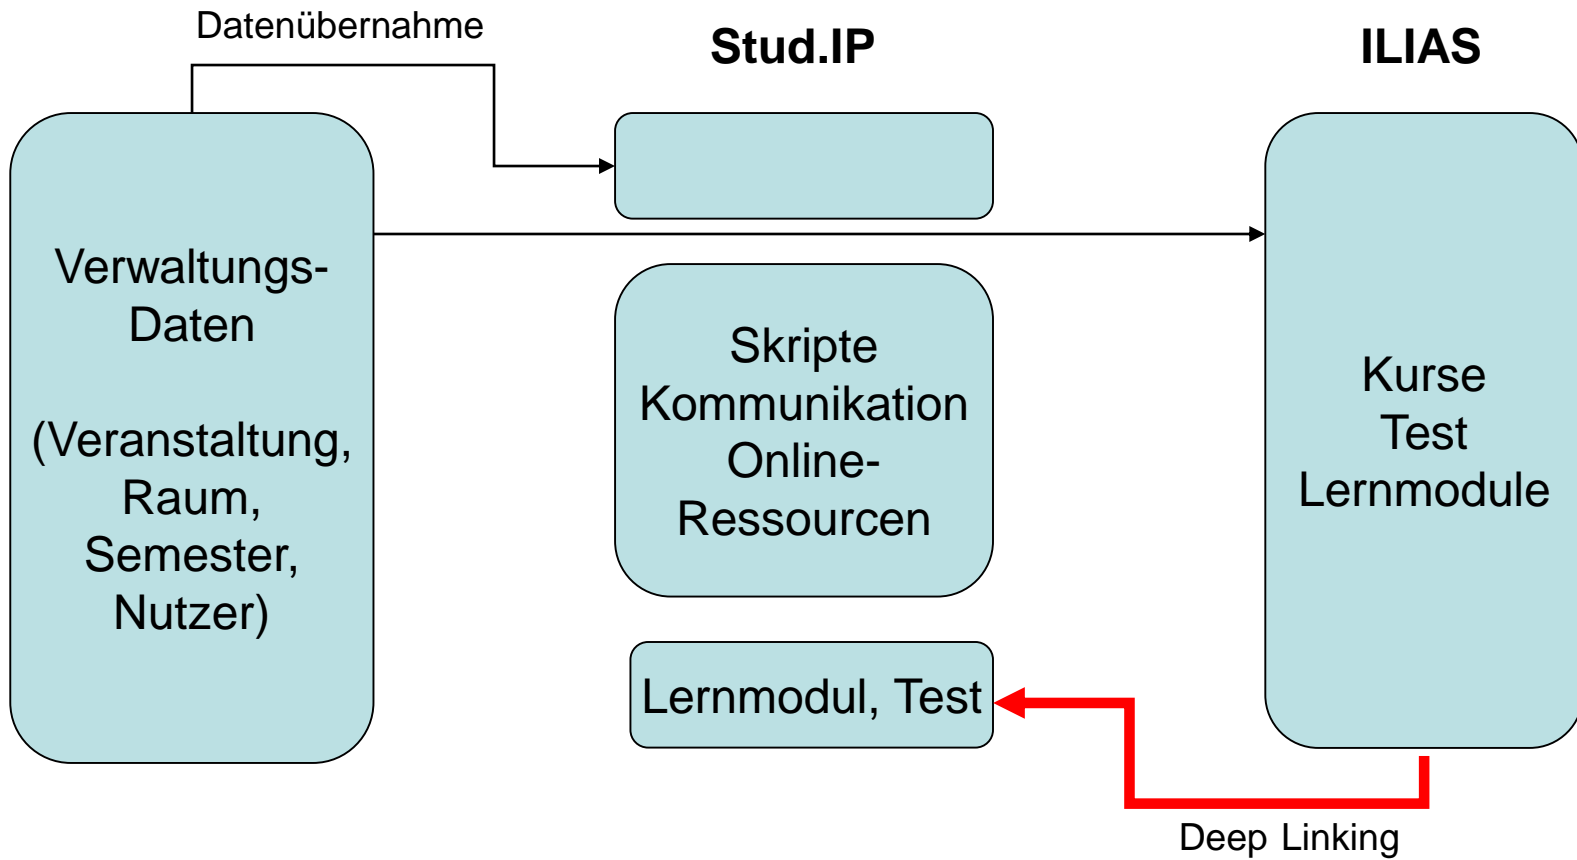 Datenübernahme
Stud.IP
ILIAS
Verwaltungs-
Daten
(Veranstaltung,
Raum,
Semester,
Nutzer)
Skripte
Kommunikation
Online-
Ressourcen
Lernmodul, Test
Kurse
Test
Lernmodule
Deep Linking